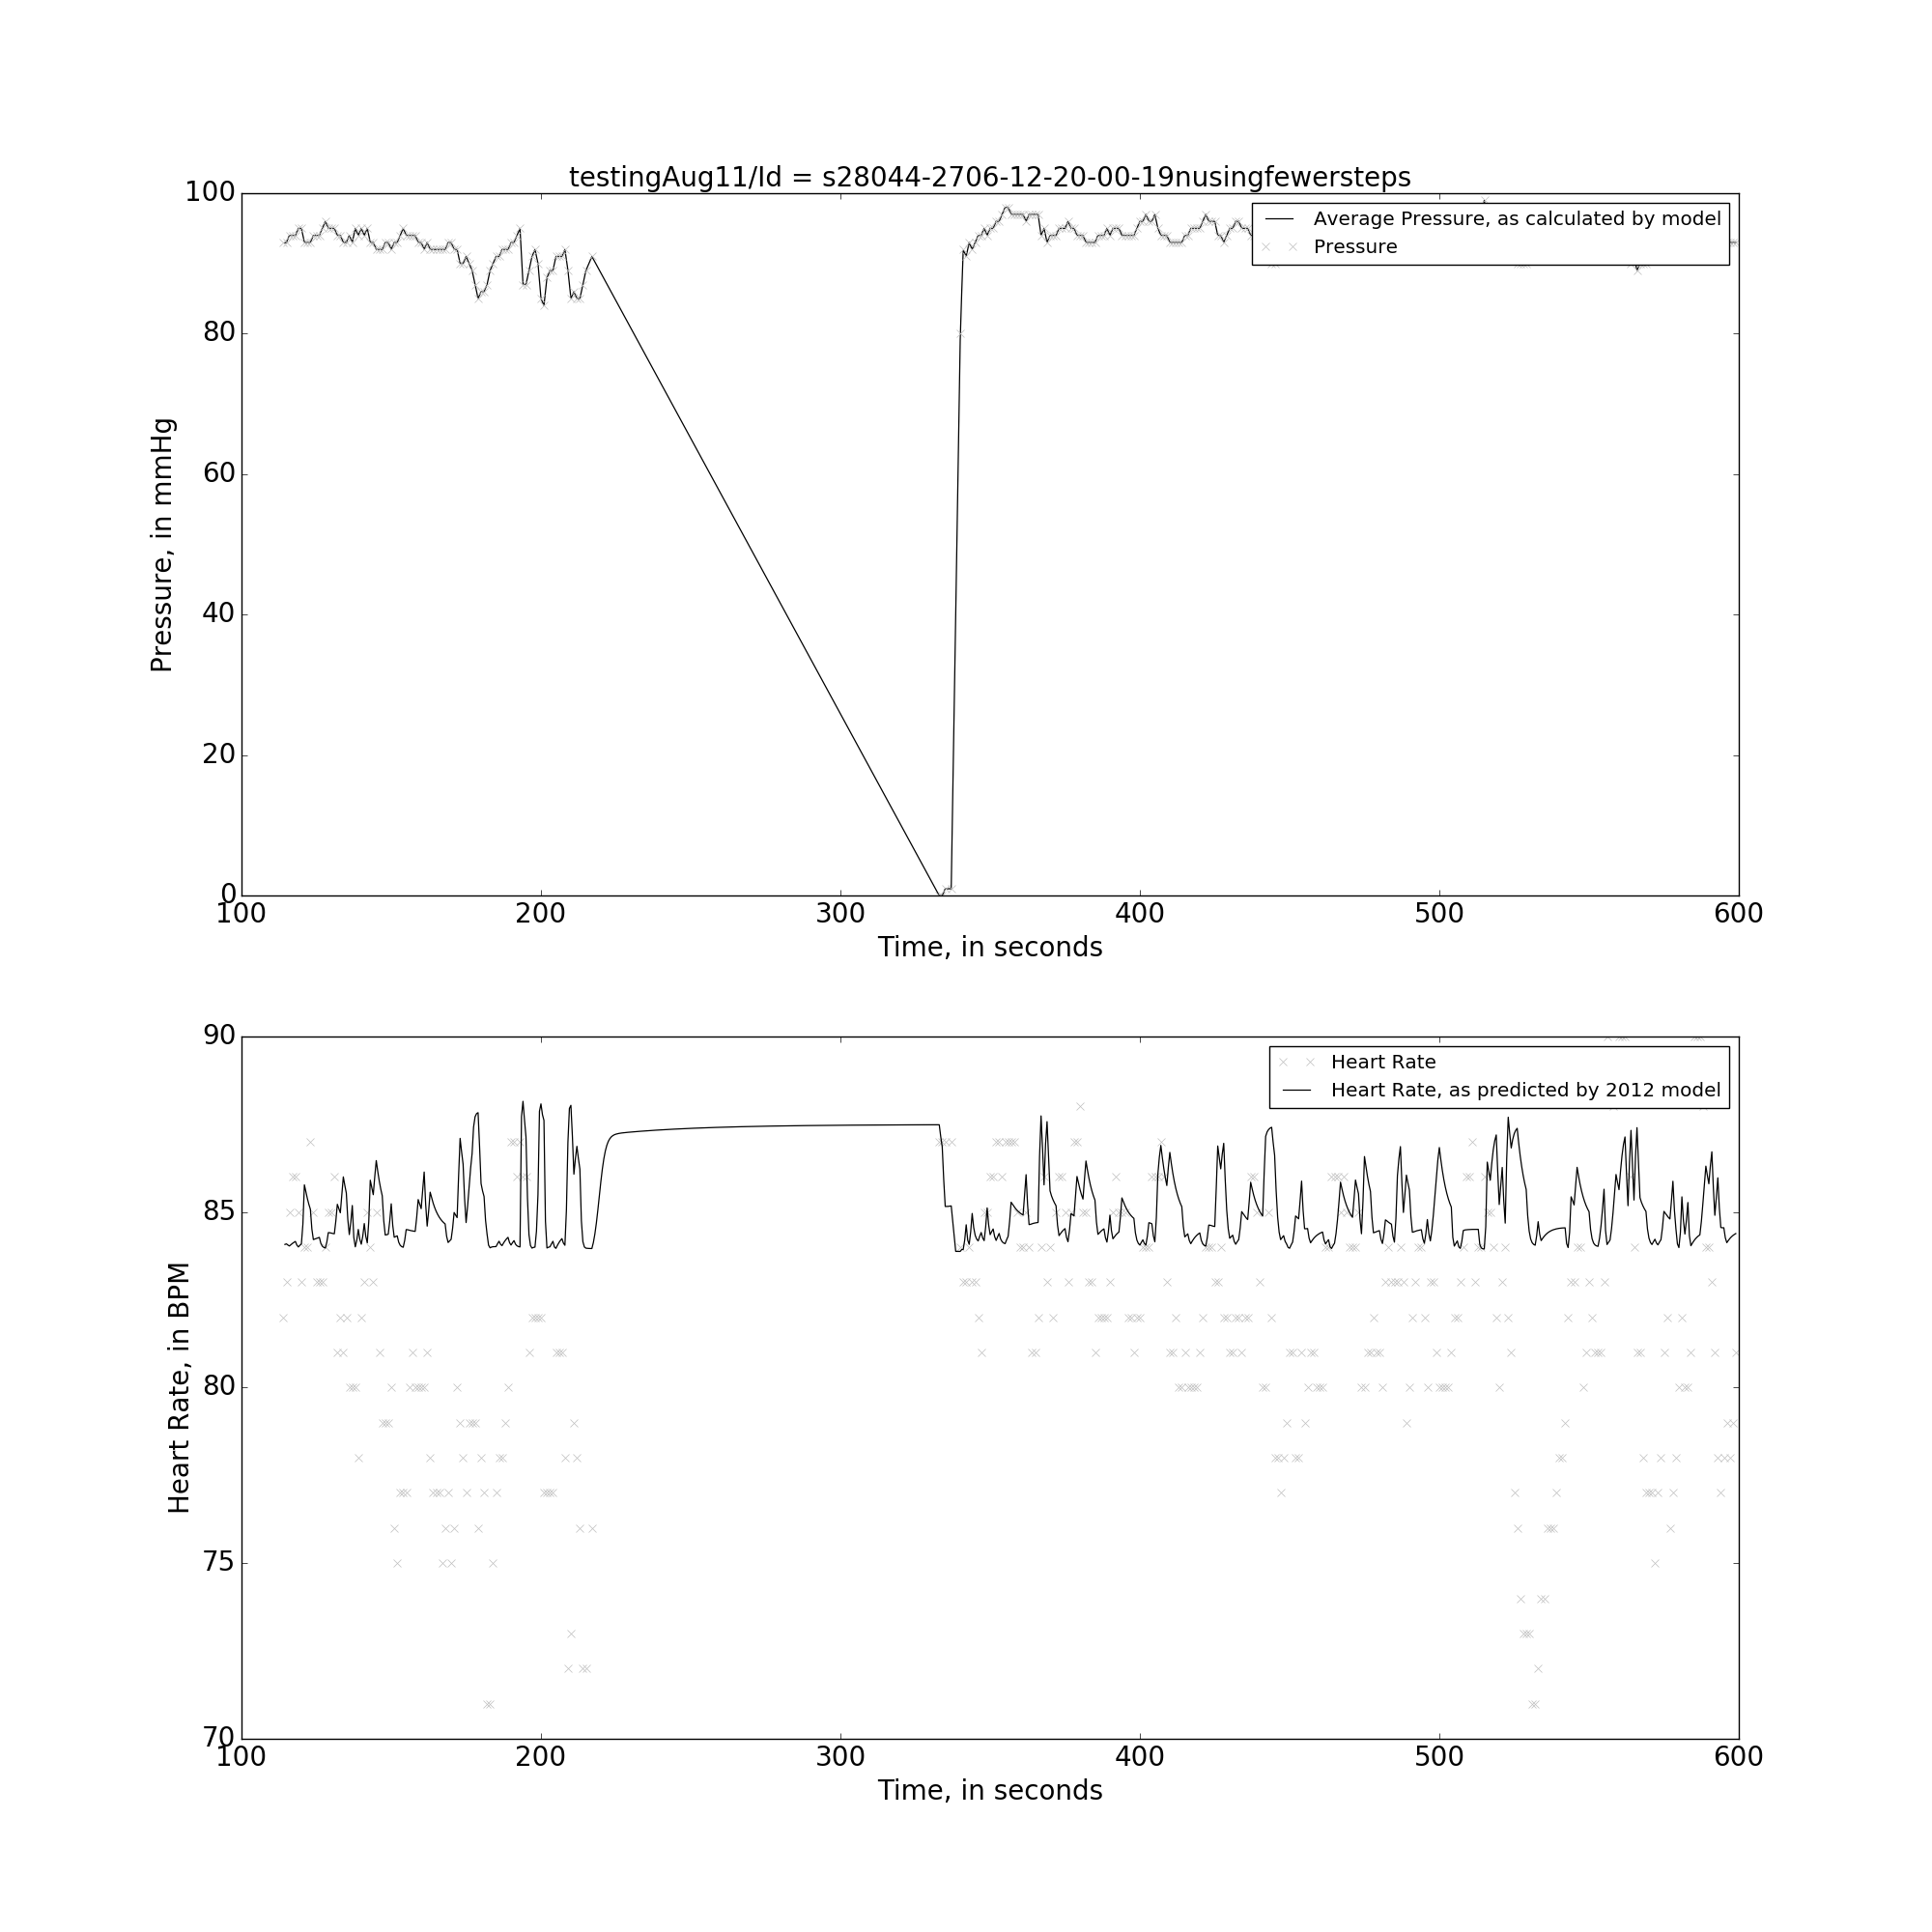 testingAug11/Id = s28044-2706-12-20-00-19nusingfewersteps
100
80
60
40
20
0
Pressure, in mmHg
Average Pressure, as calculated by model
Pressure
100 200 300 400 500 600
Time, in seconds
90
85
80
75
70
Heart Rate, in BPM
Heart Rate
Heart Rate, as predicted by 2012 model
100 200 300 400 500 600
Time, in seconds